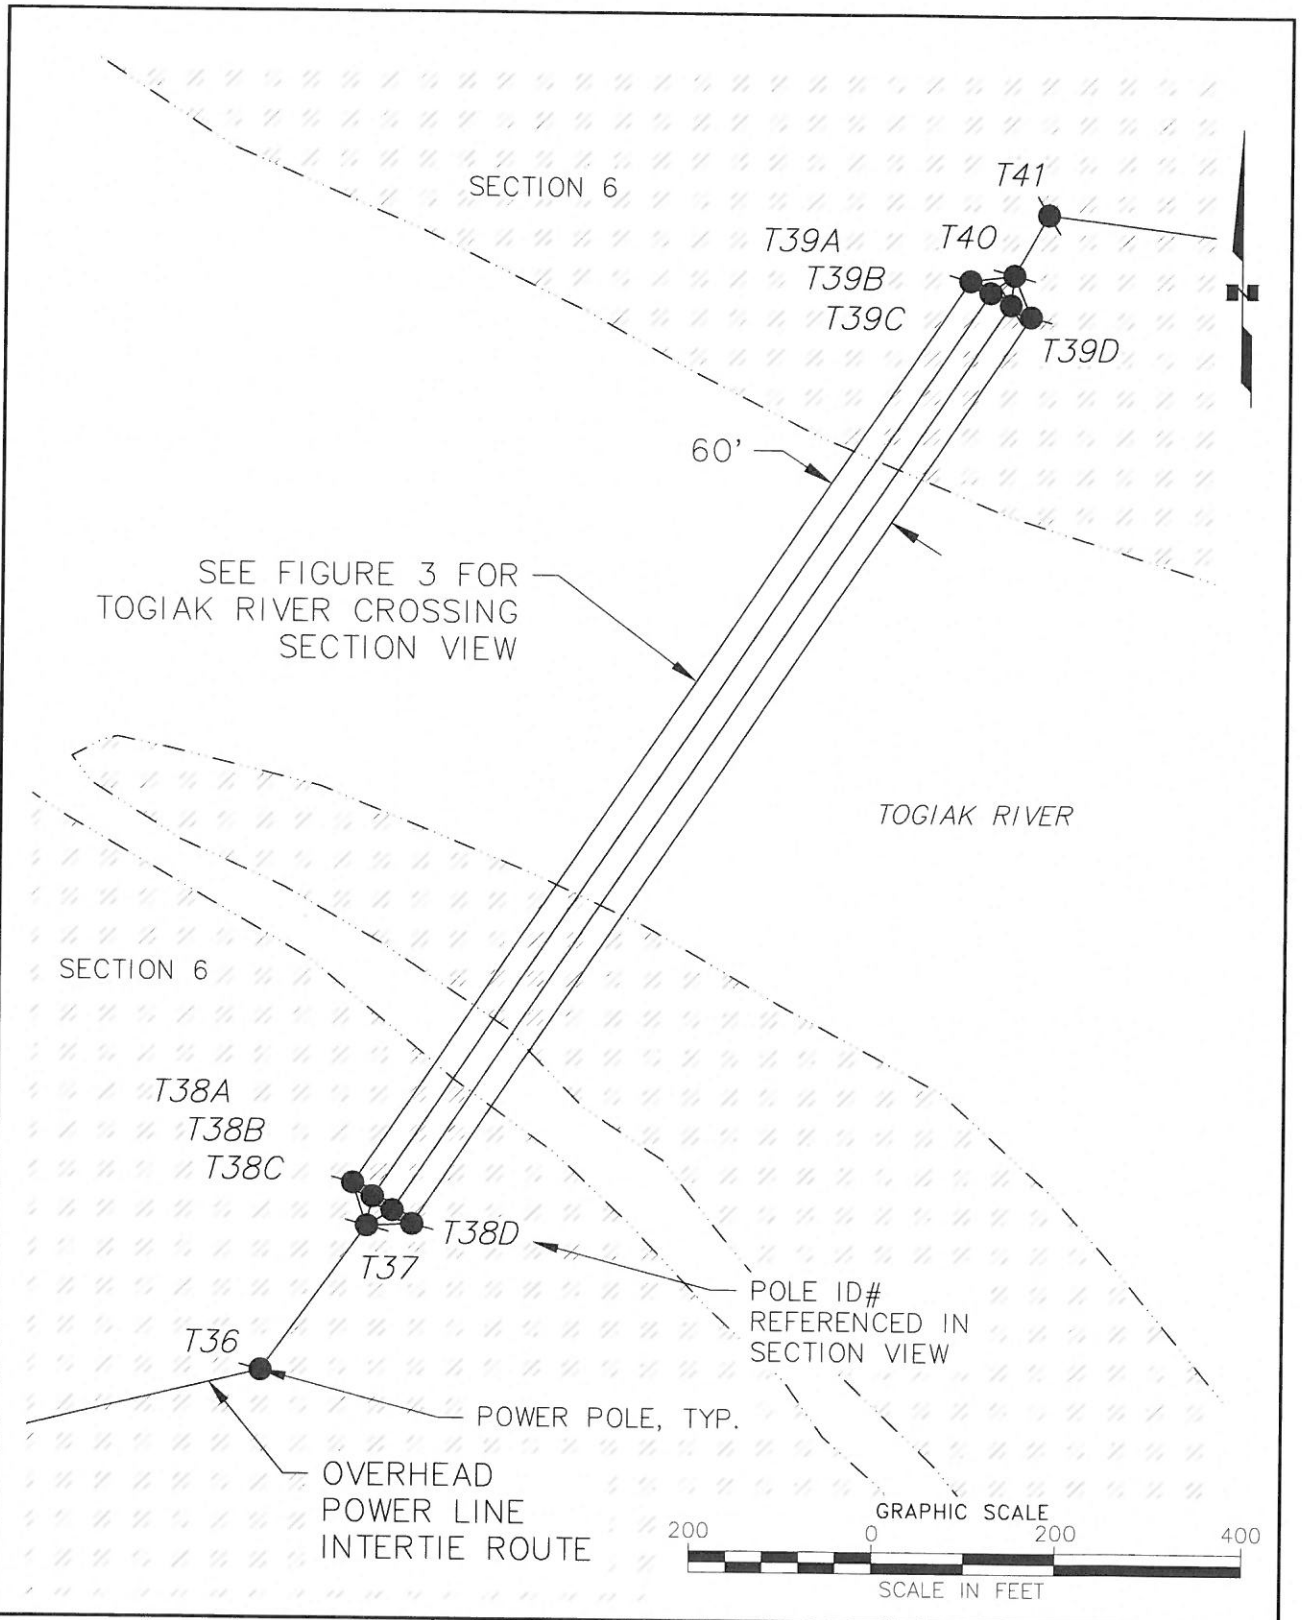 SECTION 6
T41
T39A
T40
T39B
T39C
T39D
N
60'
SEE FIGURE 3 FOR
TOGIAK RIVER CROSSING
SECTION VIEW
TOGIAK RIVER
SECTION 6
T38A
T38B
T38C
T38D
T37
POLE ID#
REFERENCED IN
SECTION VIEW
T36
POWER POLE, TYP.
OVERHEAD
POWER LINE
INTERTIE ROUTE
GRAPHIC SCALE
200 0 200 400
SCALE IN FEET